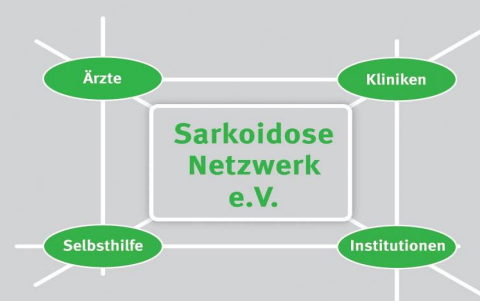 Ärzte
Kliniken
Sarkoidose
Netzwerk
e.V.
Selbsthilfe
Institutionen